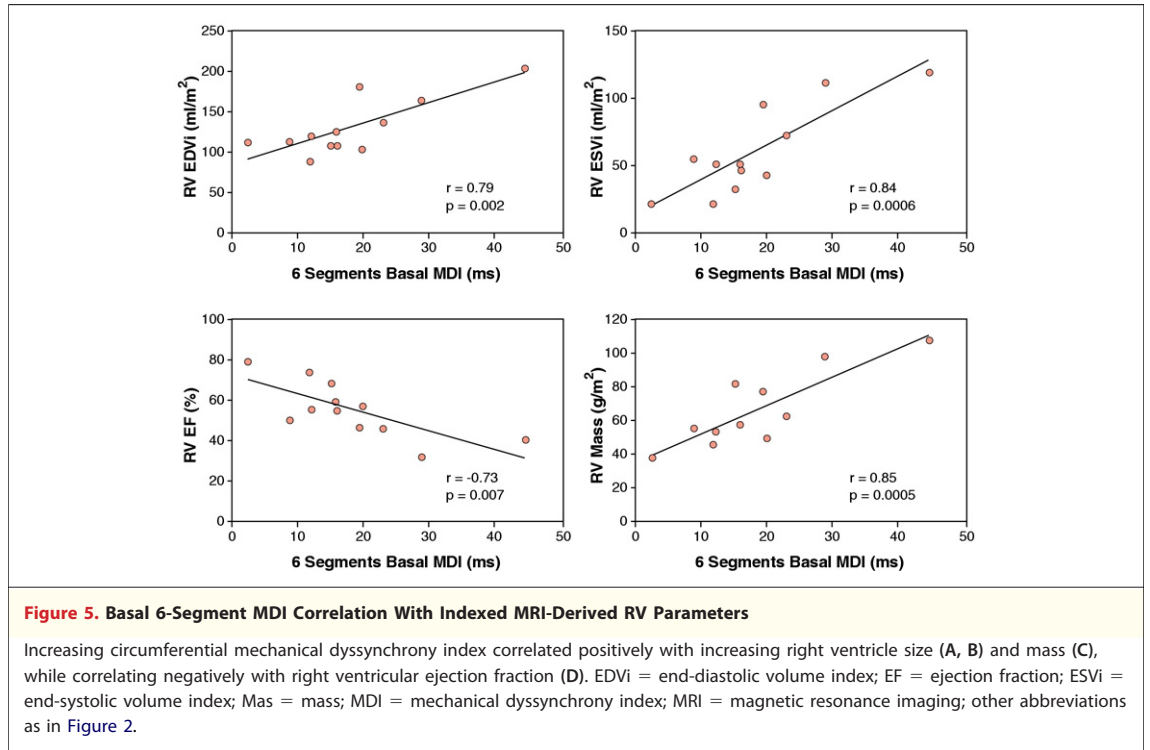 250
200
150
100
50
0
RV EDVi (ml/m²)
r = 0.79
p = 0.002
0 10 20 30 40 50
6 Segments Basal MDI (ms)
150
100
50
0
RV ESVi (ml/m²)
r = 0.84
p = 0.0006
0 10 20 30 40 50
6 Segments Basal MDI (ms)
100
80
60
40
20
0
RV EF (%)
r = -0.73
p = 0.007
0 10 20 30 40 50
6 Segments Basal MDI (ms)
120
100
80
60
40
20
0
RV Mass (g/m²)
r = 0.85
p = 0.0005
0 10 20 30 40 50
6 Segments Basal MDI (ms)
Figure 5. Basal 6-Segment MDI Correlation With Indexed MRI-Derived RV Parameters
Increasing circumferential mechanical dyssynchrony index correlated positively with increasing right ventricle size (A, B) and mass (C),
while correlating negatively with right ventricular ejection fraction (D). EDVi = end-diastolic volume index; EF = ejection fraction; ESVi =
end-systolic volume index; Mas = mass; MDI = mechanical dyssynchrony index; MRI = magnetic resonance imaging; other abbreviations
as in Figure 2.